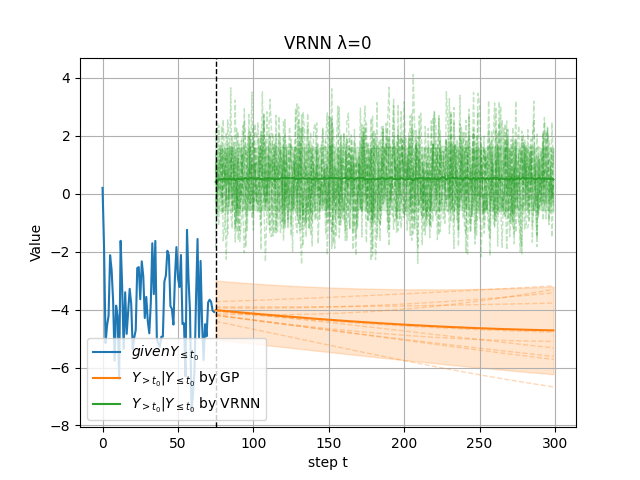 VRNN λ=0
Value
4
2
0
−2
−4
−6
−8
given Y≤t₀
Y>t₀|Y≤t₀ by GP
Y>t₀|Y≤t₀ by VRNN
0 50 100 150 200 250 300
step t